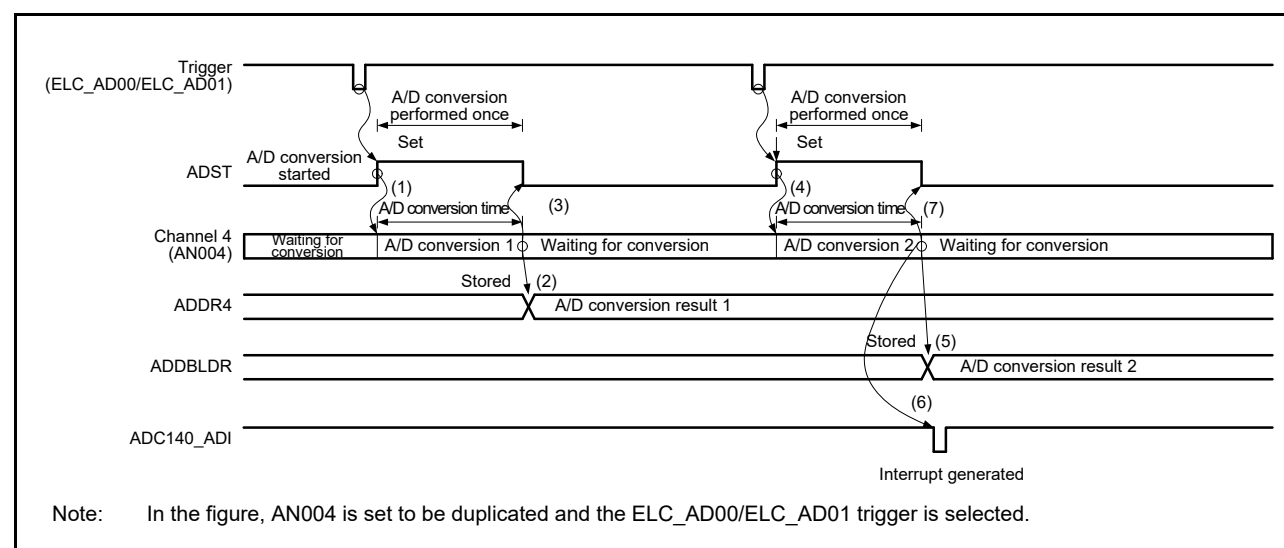 Trigger
(ELC_AD00/ELC_AD01)
A/D conversion
performed once
A/D conversion
performed once
Set
Set
ADST
A/D conversion
started
(1)
(3)
(4)
(7)
A/D conversion time
A/D conversion time
Channel 4
(AN004)
Waiting for
conversion
A/D conversion 1
Waiting for conversion
A/D conversion 2
Waiting for conversion
Stored
(2)
ADDR4
A/D conversion result 1
Stored
(5)
ADDBLDR
A/D conversion result 2
(6)
ADC140_ADI
Interrupt generated
Note: In the figure, AN004 is set to be duplicated and the ELC_AD00/ELC_AD01 trigger is selected.